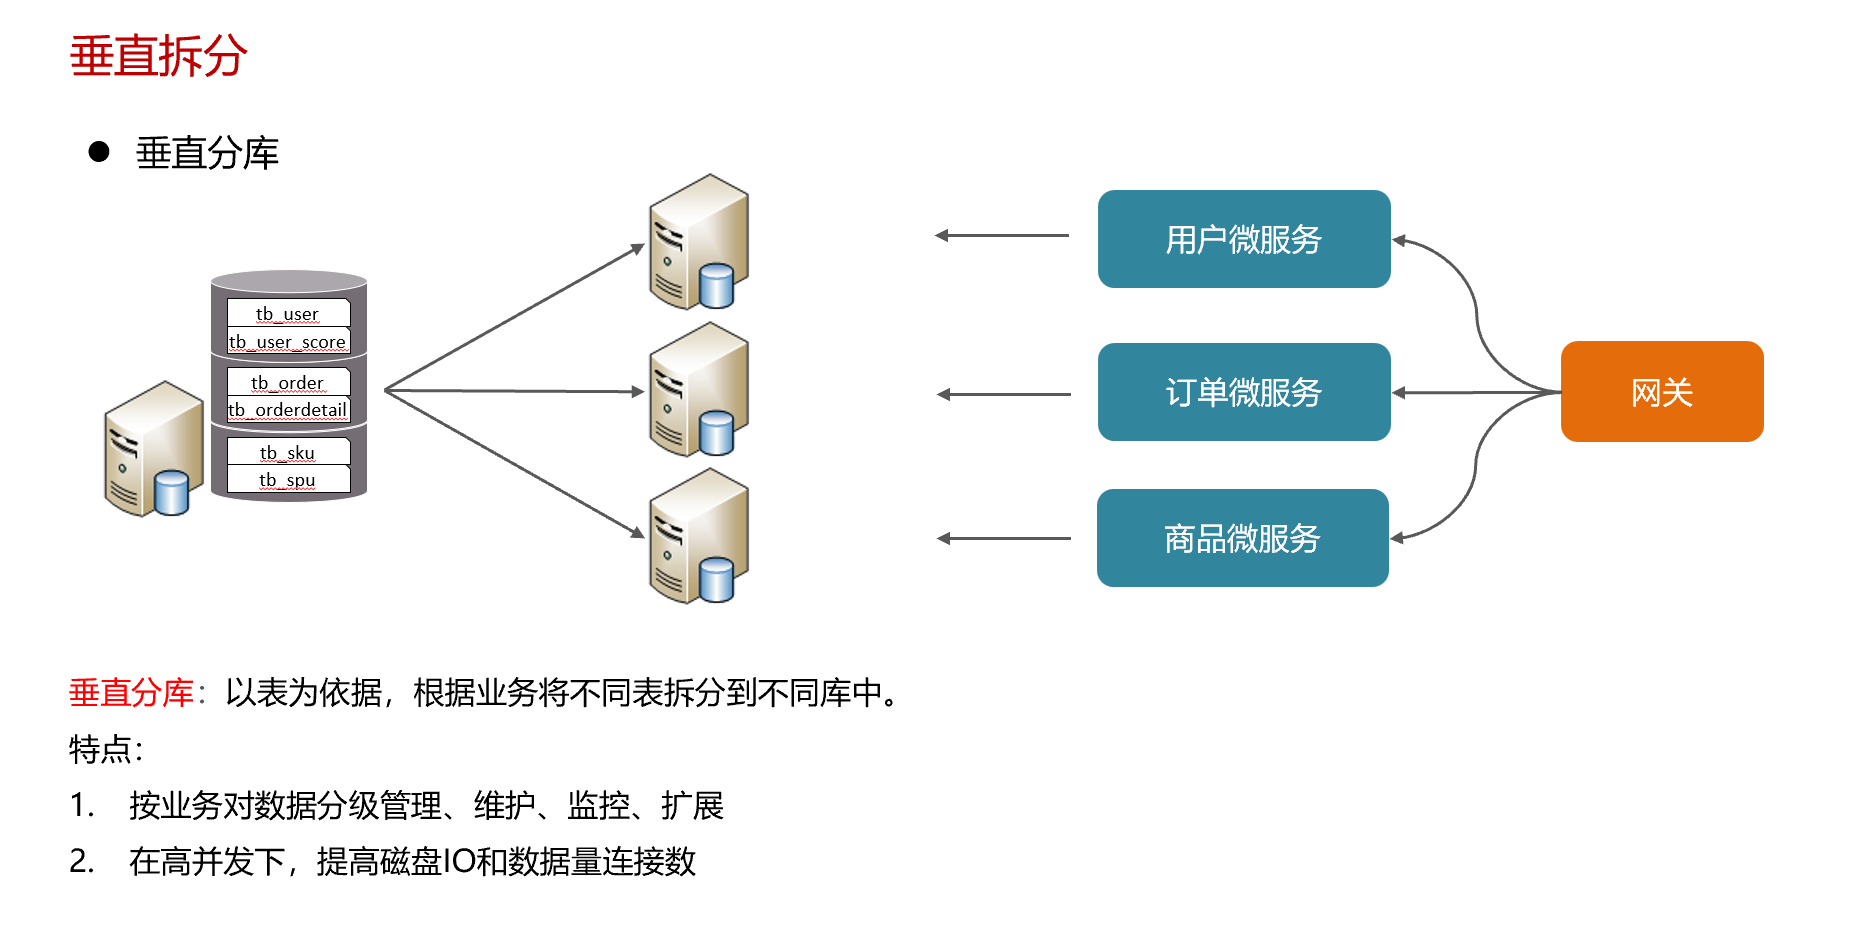 垂直拆分
● 垂直分库
tb_user
tb_user_score
tb_order
tb_orderdetail
tb_sku
tb_spu
用户微服务
订单微服务
商品微服务
网关
垂直分库：以表为依据，根据业务将不同表拆分到不同库中。
特点：
1. 按业务对数据分级管理、维护、监控、扩展
2. 在高并发下，提高磁盘IO和数据量连接数